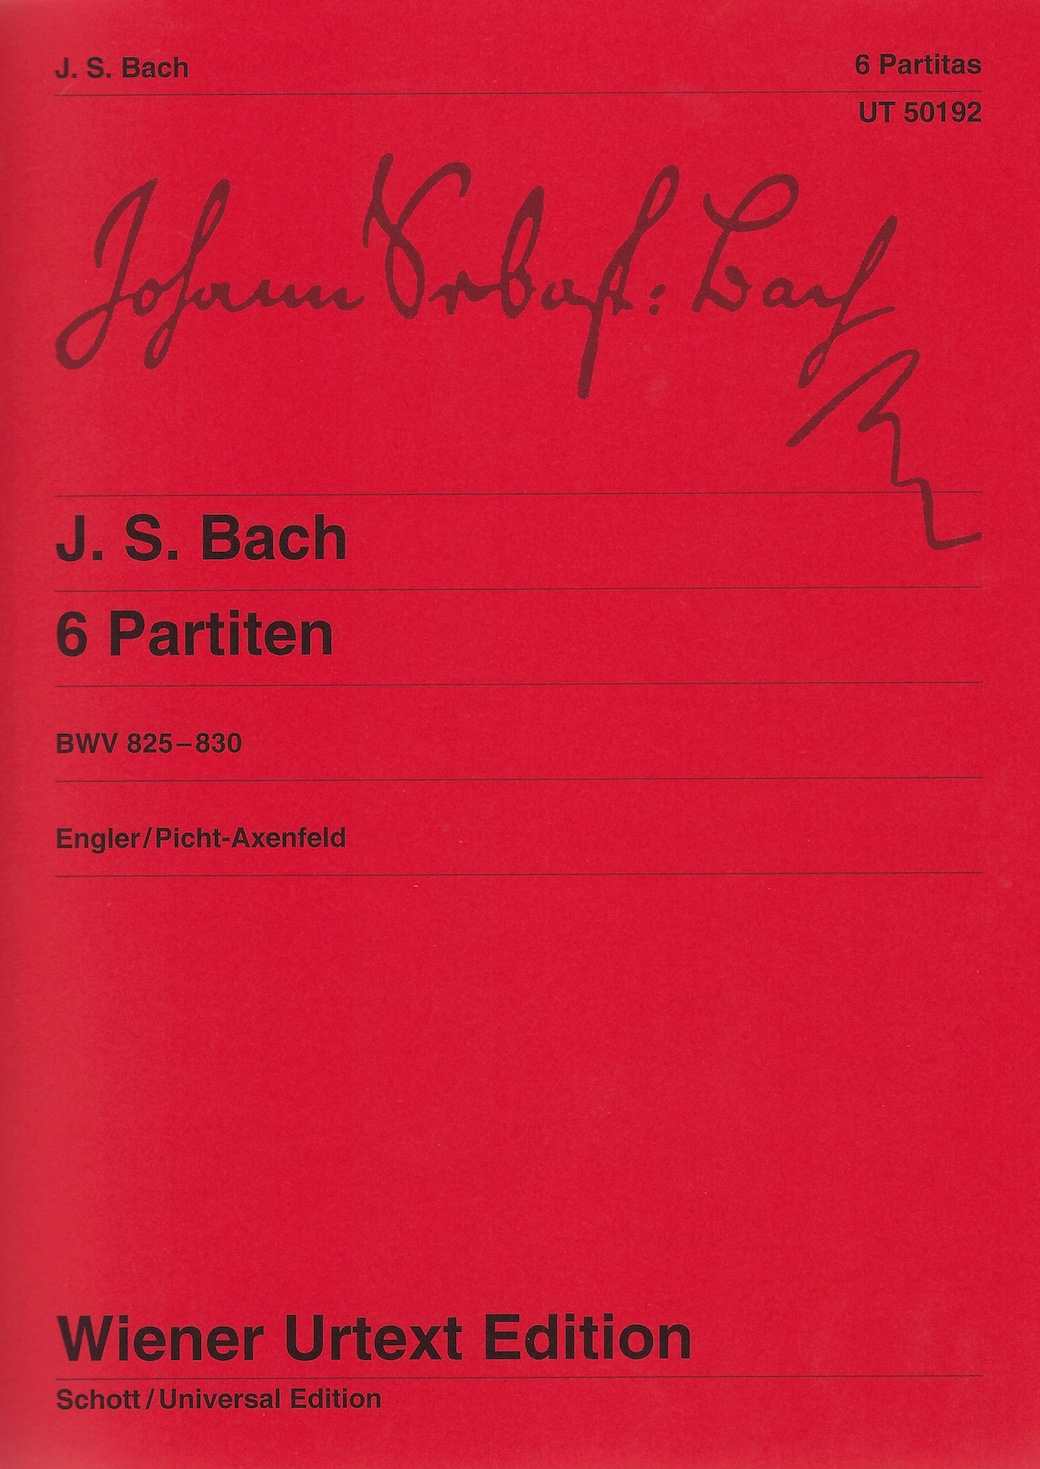 J. S. Bach
6 Partitas
UT 50192
Johann Sebast: Bach
J. S. Bach
6 Partiten
BWV 825–830
Engler/Picht-Axenfeld
Wiener Urtext Edition
Schott/Universal Edition